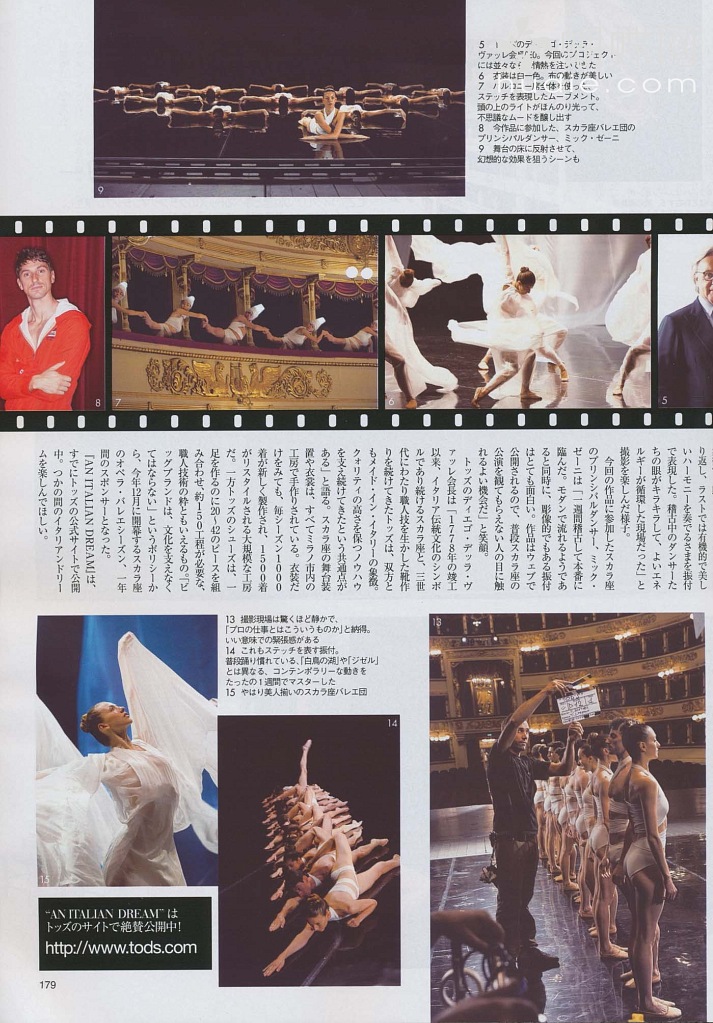 5 トッズのディエゴ・デッラ・
ヴァッレ会長。今回のプロジェクト
には並々ならぬ情熱を注いできた
6 衣装は白一色。布の動きが美しい
7 バルコニー席全体を使って
ステッチを表現したムーブメント。
頭の上のライトがほんのり光って、
不思議なムードを醸し出す
8 今作品に参加した、スカラ座バレエ団の
プリンシパルダンサー、ミック・ゼーニ
9 舞台の床に反射させて、
幻想的な効果を狙うシーンも
9
8
7
6
5
り返し、ラストでは有機的で美し
いハーモニーを奏でるさまを振付
で表現した。稽古中のダンサーた
ちの眼がキラキラして、よいエネ
ルギーが循環した現場だった」と
撮影を楽しんだ様子。
今回の作品に参加したスカラ座
のプリンシパルダンサー、ミック・
ゼーニは「一週間稽古して本番に
臨んだ。モダンで流れるようであ
ると同時に、彫像的でもある振付
はとても面白い。作品はウェブで
公開されるので、普段スカラ座の
公演を観てもらえない人の目に触
れるよい機会だ」と笑顔。
トッズのディエゴ・デッラ・ヴ
ァッレ会長は「1778年の竣工
以来、イタリア伝統文化のシンボ
ルであり続けるスカラ座と、三世
代にわたり職人技を生かした靴作
りを続けてきたトッズは、双方と
もメイド・イン・イタリーの象徴。
クォリティの高さを保つノウハウ
を支え続けてきたという共通点が
ある」と語る。スカラ座の舞台装
置や衣装は、すべてミラノ市内の
工房で手作りされている。衣装だ
けをみても、毎シーズン1000
着が新しく製作され、1500着
がリスタイルされる大規模な工房
だ。一方トッズのシューズは、一
足を作るのに20〜42のピースを組
み合わせ、約150工程が必要な、
職人技術の粋ともいえるもの。「ビ
ッグブランドは、文化を支えなく
てはならない」というポリシーか
ら、今年12月に開幕するスカラ座
のオペラ・バレエシーズン、一年
間のスポンサーとなった。
「AN ITALIAN DREAM」は、
すでにトッズの公式サイトで公開
中。つかの間のイタリアンドリー
ムを楽しんでほしい。
13 撮影現場は驚くほど静かで、
「プロの仕事とはこういうものか」と納得。
いい意味での緊張感がある
14 これもステッチを表す振付。
普段踊り慣れている、「白鳥の湖」や「ジゼル」
とは異なる、コンテンポラリーな動きを
たったの1週間でマスターした
15 やはり美人揃いのスカラ座バレエ団
13
14
15
"AN ITALIAN DREAM" は
トッズのサイトで絶賛公開中!
http://www.tods.com
179